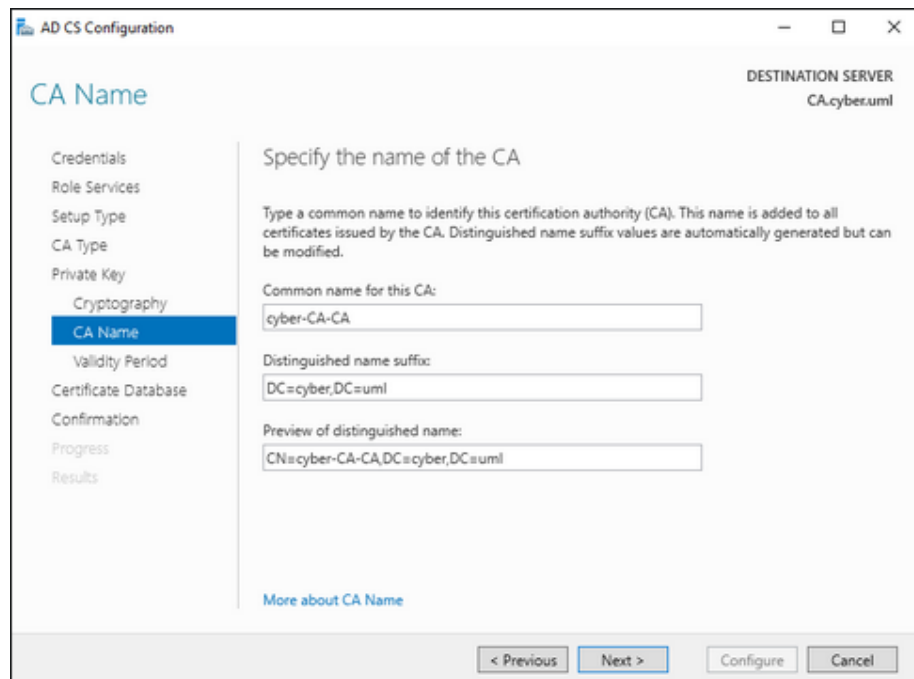 AD CS Configuration
CA Name
DESTINATION SERVER
CA.cyber.uml
Credentials
Role Services
Setup Type
CA Type
Private Key
Cryptography
CA Name
Validity Period
Certificate Database
Confirmation
Progress
Results
Specify the name of the CA
Type a common name to identify this certification authority (CA). This name is added to all
certificates issued by the CA. Distinguished name suffix values are automatically generated but can
be modified.
Common name for this CA:
cyber-CA-CA
Distinguished name suffix:
DC=cyber,DC=uml
Preview of distinguished name:
CN=cyber-CA-CA,DC=cyber,DC=uml
More about CA Name
< Previous
Next >
Configure
Cancel